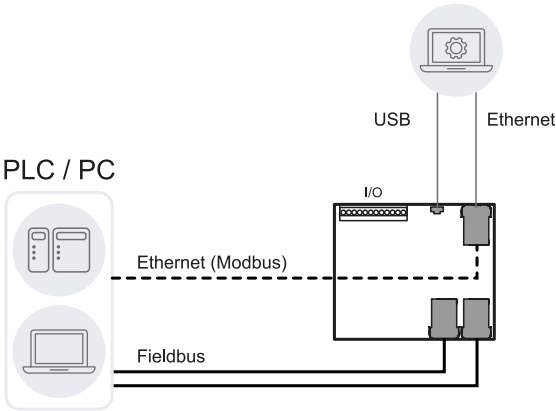 USB
Ethernet
PLC / PC
I/O
Ethernet (Modbus)
Fieldbus